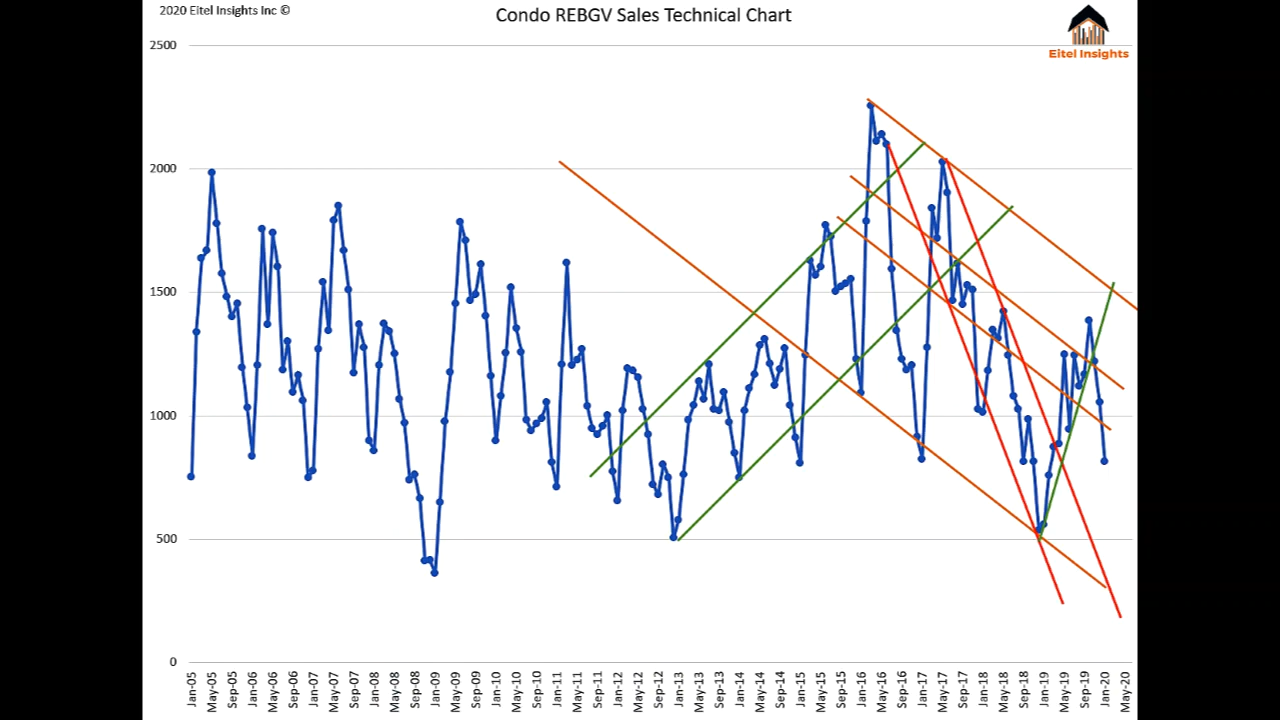 2020 Eitel Insights Inc ©
Condo REBGV Sales Technical Chart
Eitel Insights
2500
2000
1500
1000
500
0
Jan-05
May-05
Sep-05
Jan-06
May-06
Sep-06
Jan-07
May-07
Sep-07
Jan-08
May-08
Sep-08
Jan-09
May-09
Sep-09
Jan-10
May-10
Sep-10
Jan-11
May-11
Sep-11
Jan-12
May-12
Sep-12
Jan-13
May-13
Sep-13
Jan-14
May-14
Sep-14
Jan-15
May-15
Sep-15
Jan-16
May-16
Sep-16
Jan-17
May-17
Sep-17
Jan-18
May-18
Sep-18
Jan-19
May-19
Sep-19
Jan-20
May-20